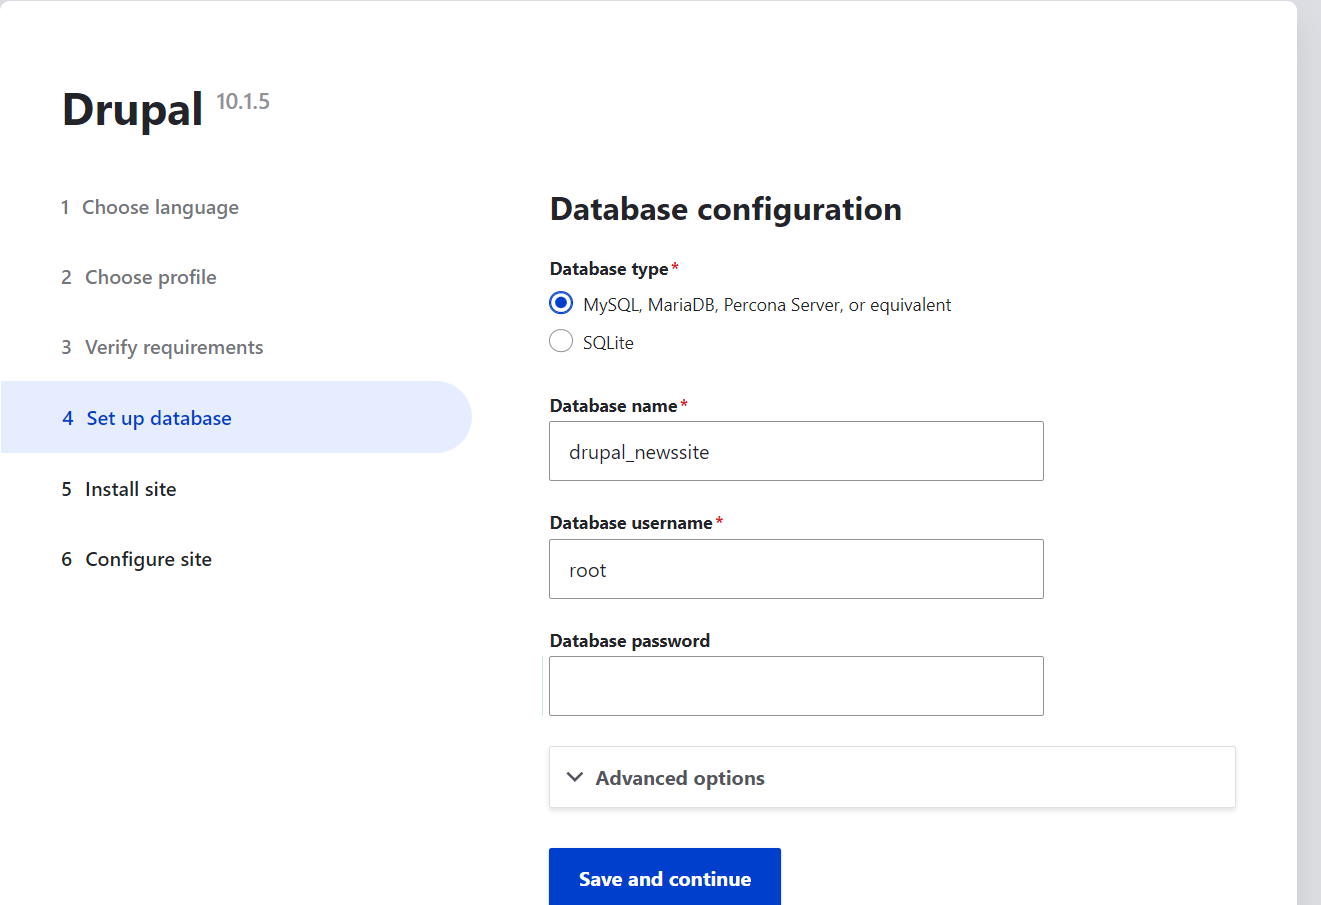 Drupal 10.1.5
1 Choose language
2 Choose profile
3 Verify requirements
4 Set up database
5 Install site
6 Configure site
Database configuration
Database type*
MySQL, MariaDB, Percona Server, or equivalent
SQLite
Database name*
drupal_newssite
Database username*
root
Database password
Advanced options
Save and continue